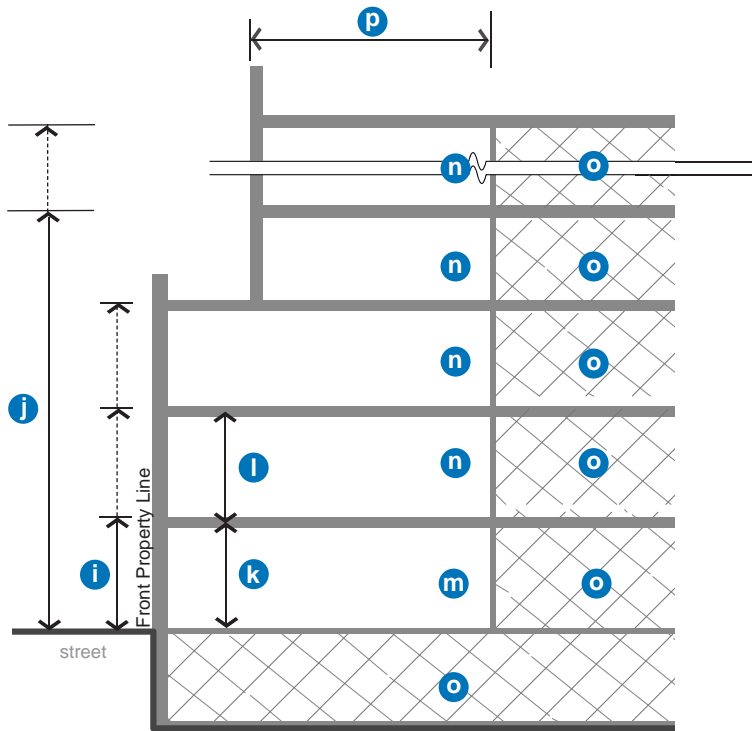 p
n o
n o
n o
j
l n o
Front Property Line
i k m o
street
o